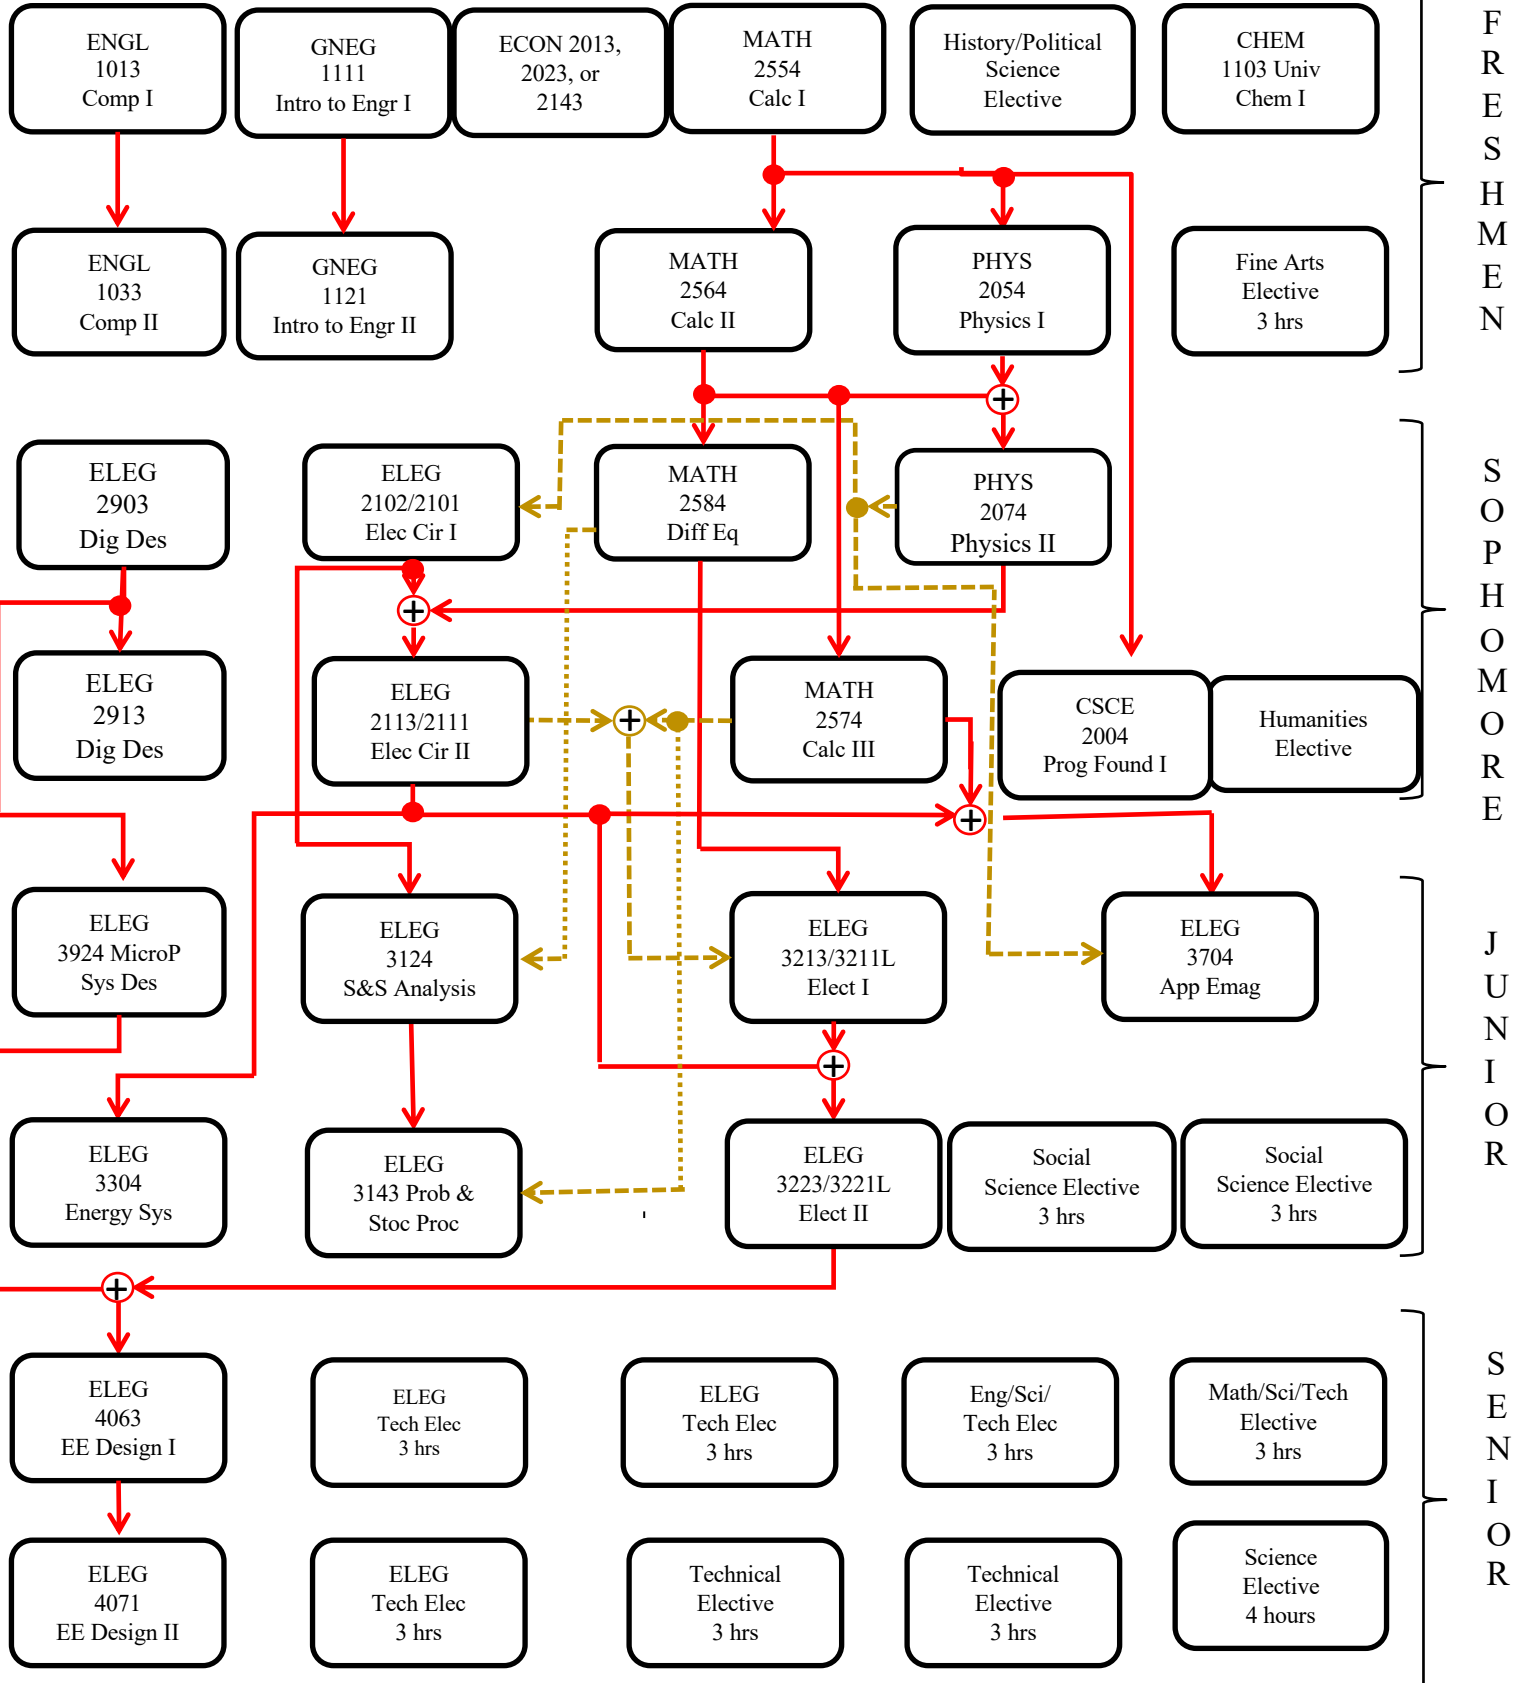 ENGL
1013
Comp I
GNEG
1111
Intro to Engr I
ECON 2013,
2023, or
2143
MATH
2554
Calc I
History/Political
Science
Elective
CHEM
1103 Univ
Chem I
F
R
E
S
H
M
E
N
ENGL
1033
Comp II
GNEG
1121
Intro to Engr II
MATH
2564
Calc II
PHYS
2054
Physics I
Fine Arts
Elective
3 hrs
+
ELEG
2903
Dig Des
ELEG
2102/2101
Elec Cir I
MATH
2584
Diff Eq
PHYS
2074
Physics II
S
O
P
H
O
M
O
R
E
+
ELEG
2913
Dig Des
ELEG
2113/2111
Elec Cir II
+
MATH
2574
Calc III
CSCE
2004
Prog Found I
Humanities
Elective
+
ELEG
3924 MicroP
Sys Des
ELEG
3124
S&S Analysis
ELEG
3213/3211L
Elect I
ELEG
3704
App Emag
J
U
N
I
O
R
+
ELEG
3304
Energy Sys
ELEG
3143 Prob &
Stoc Proc
ELEG
3223/3221L
Elect II
Social
Science Elective
3 hrs
Social
Science Elective
3 hrs
+
ELEG
4063
EE Design I
ELEG
Tech Elec
3 hrs
ELEG
Tech Elec
3 hrs
Eng/Sci/
Tech Elec
3 hrs
Math/Sci/Tech
Elective
3 hrs
S
E
N
I
O
R
ELEG
4071
EE Design II
ELEG
Tech Elec
3 hrs
Technical
Elective
3 hrs
Technical
Elective
3 hrs
Science
Elective
4 hours